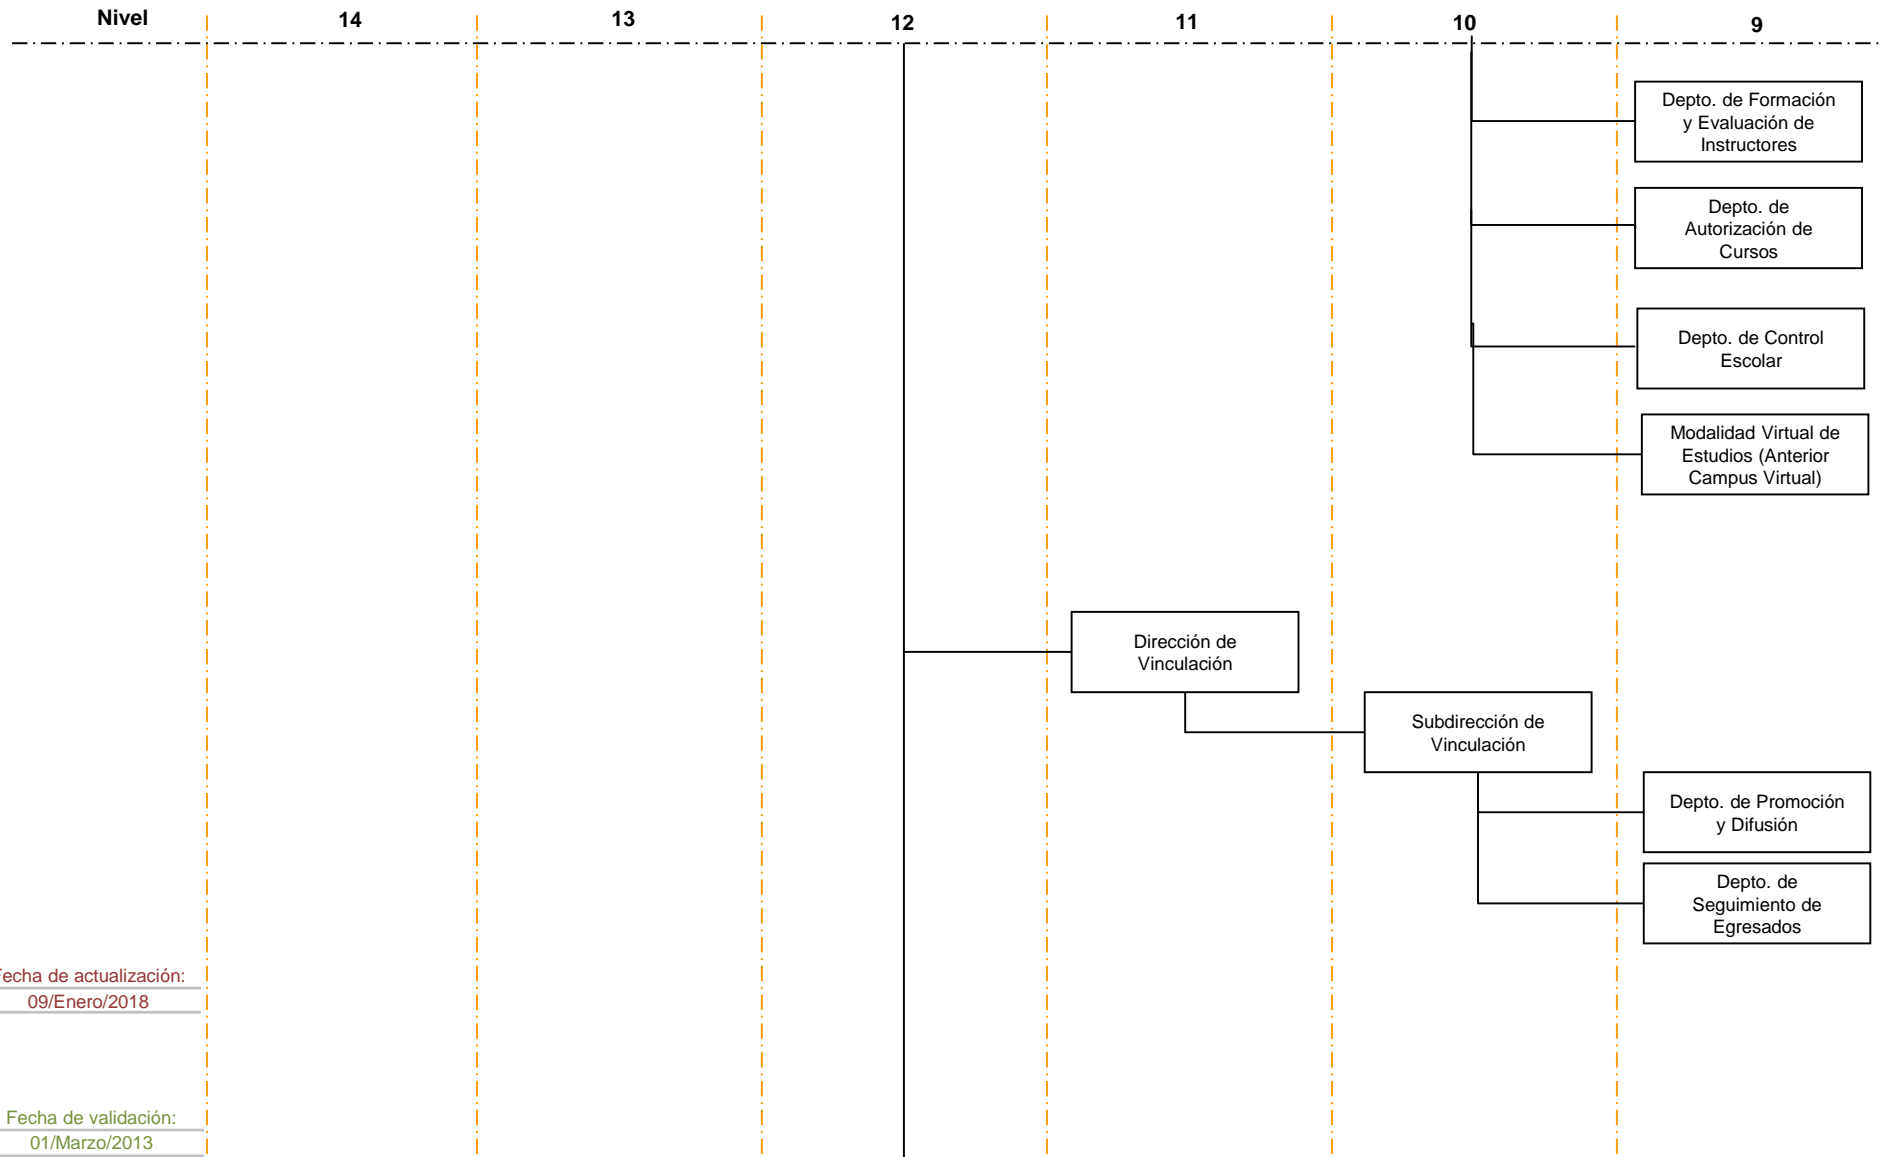 Nivel 14 13 12 11 10 9
Depto. de Formación
y Evaluación de
Instructores
Depto. de
Autorización de
Cursos
Depto. de Control
Escolar
Modalidad Virtual de
Estudios (Anterior
Campus Virtual)
Dirección de
Vinculación
Subdirección de
Vinculación
Depto. de Promoción
y Difusión
Depto. de
Seguimiento de
Egresados
Fecha de actualización:
09/Enero/2018
Fecha de validación:
01/Marzo/2013